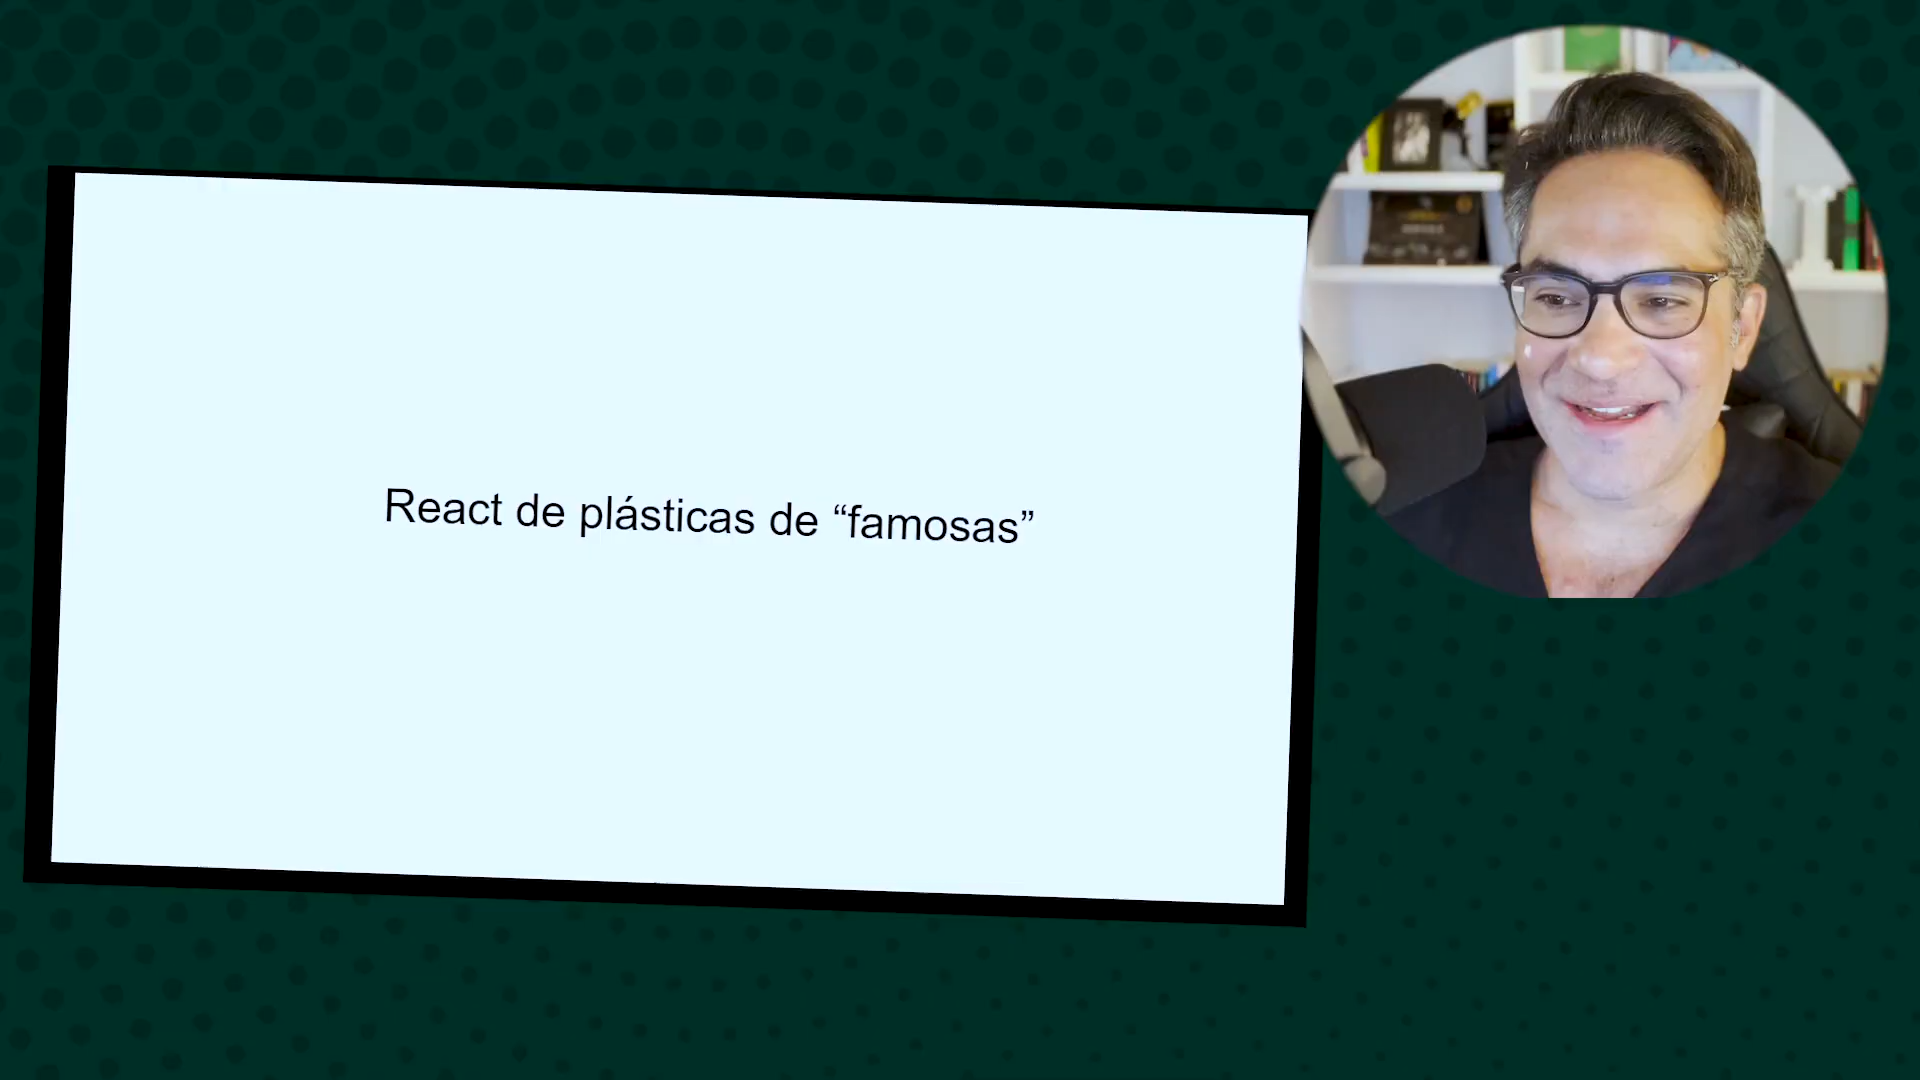 React de plásticas de “famosas”